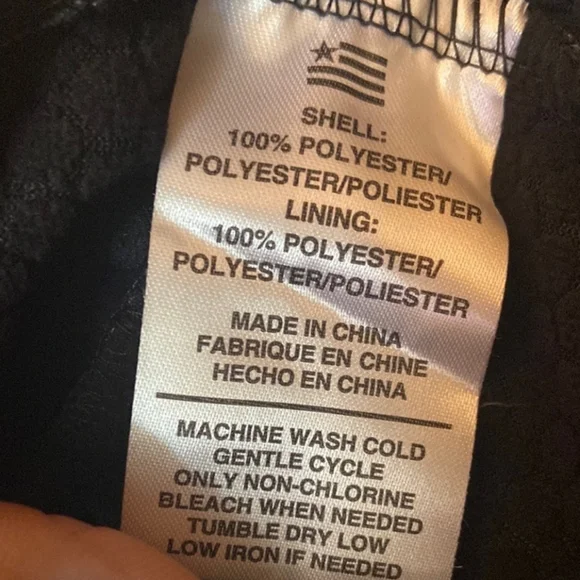 SHELL:
100% POLYESTER/
POLYESTER/POLIESTER
LINING:
100% POLYESTER/
POLYESTER/POLIESTER
MADE IN CHINA
FABRIQUE EN CHINE
HECHO EN CHINA
MACHINE WASH COLD
GENTLE CYCLE
ONLY NON-CHLORINE
BLEACH WHEN NEEDED
TUMBLE DRY LOW
LOW IRON IF NEEDED